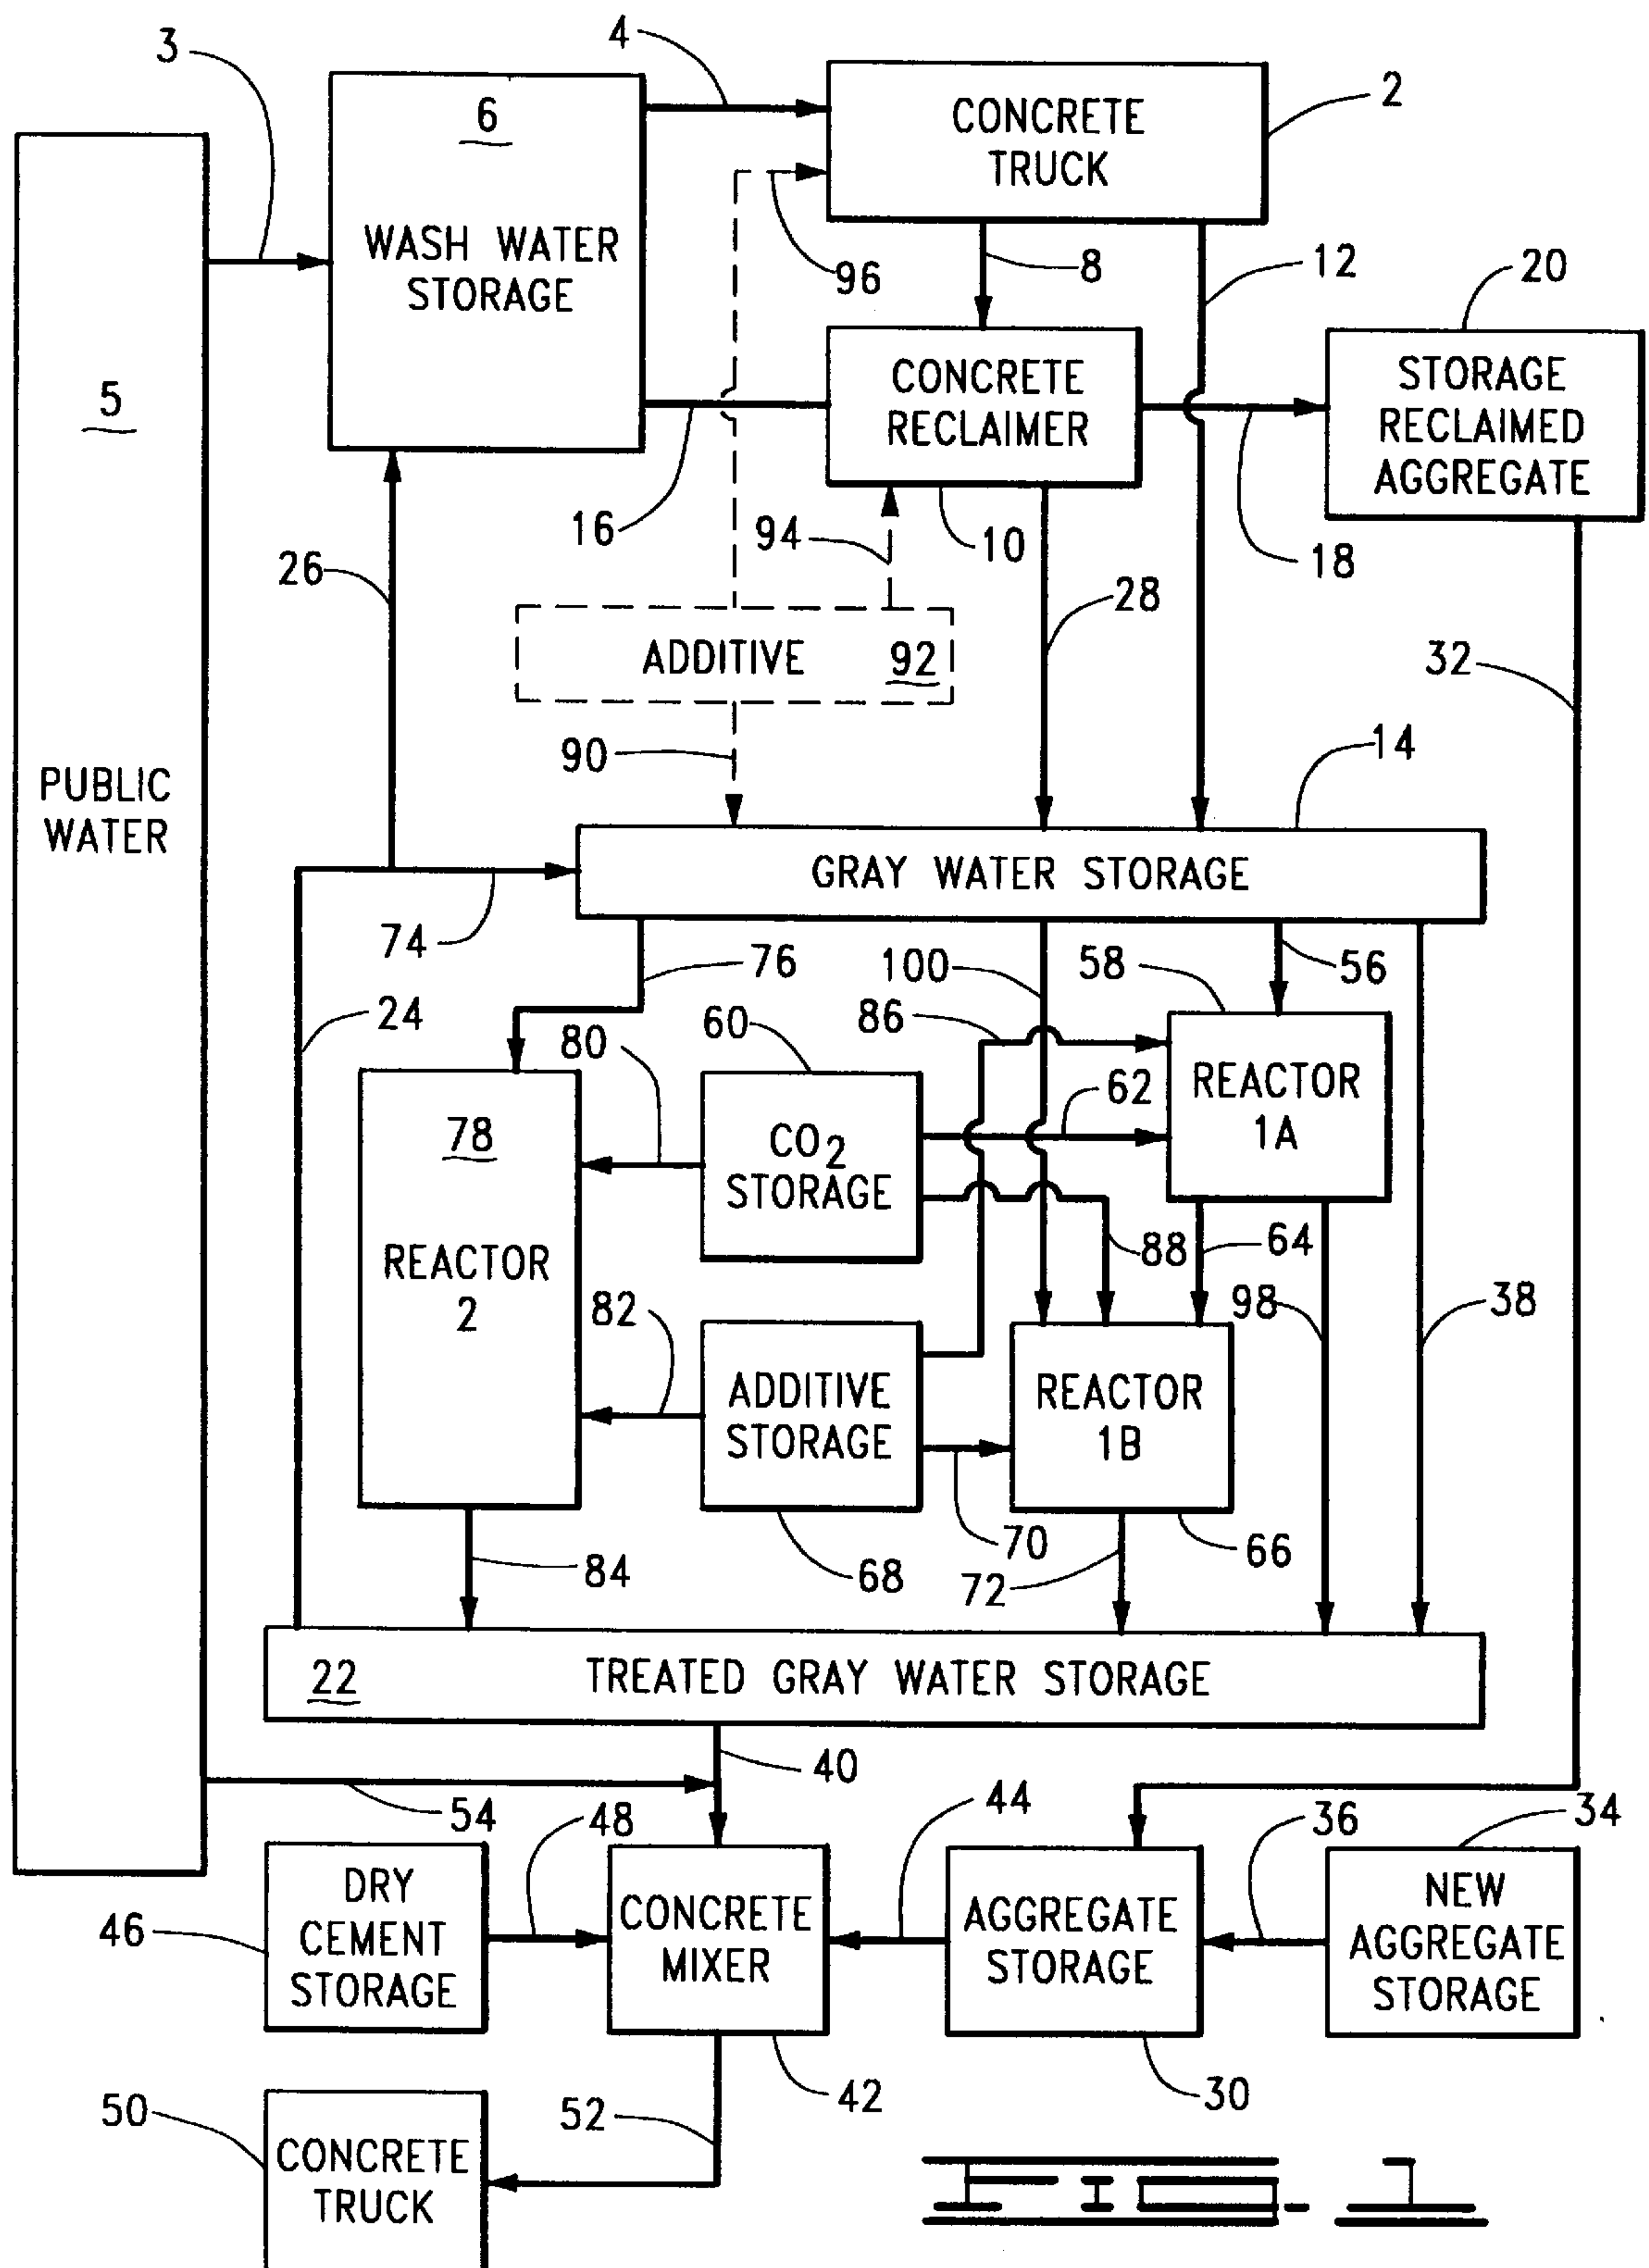 3
4
2
6
CONCRETE
TRUCK
WASH WATER
STORAGE
96
8
12
20
5
CONCRETE
RECLAIMER
STORAGE
RECLAIMED
AGGREGATE
16
94
10
18
26
28
ADDITIVE 92
32
90
14
PUBLIC
WATER
GRAY WATER STORAGE
74
76
100
58
56
24
86
80
60
62
REACTOR
1A
78
CO2
STORAGE
88
64
REACTOR
2
82
98
38
ADDITIVE
STORAGE
REACTOR
1B
84
68
70
72
66
22 TREATED GRAY WATER STORAGE
40
54
48
44
36
34
46
DRY
CEMENT
STORAGE
CONCRETE
MIXER
AGGREGATE
STORAGE
NEW
AGGREGATE
STORAGE
50
52
42
30
CONCRETE
TRUCK
FIG. 1